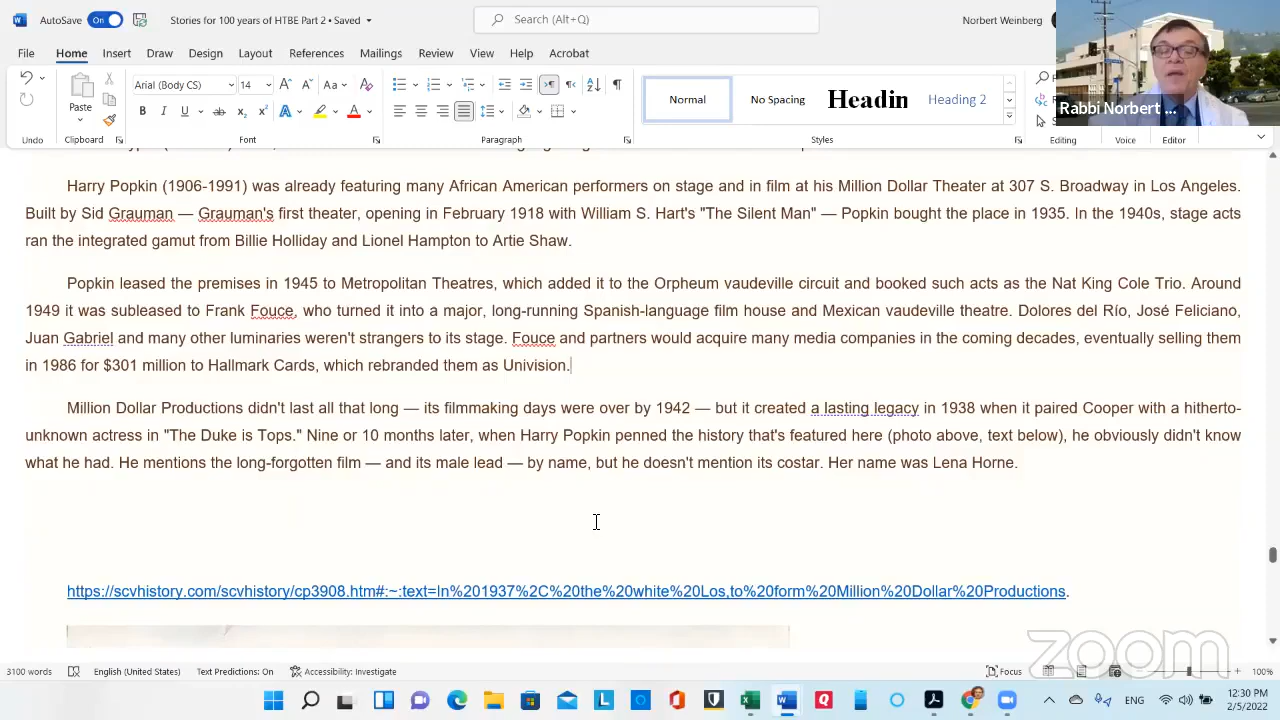 AutoSave On Stories for 100 years of HTBE Part 2 • Saved Search (Alt+Q) Norbert Weinberg
File Home Insert Draw Design Layout References Mailings Review View Help Acrobat
Paste Arial (Body CS) 14 Aa Normal No Spacing Headin Heading 2
Rabbi Norbert ...
Undo Clipboard Font Paragraph Styles Editing Voice Editor
Harry Popkin (1906-1991) was already featuring many African American performers on stage and in film at his Million Dollar Theater at 307 S. Broadway in Los Angeles.
Built by Sid Grauman — Grauman's first theater, opening in February 1918 with William S. Hart's "The Silent Man" — Popkin bought the place in 1935. In the 1940s, stage acts
ran the integrated gamut from Billie Holliday and Lionel Hampton to Artie Shaw.
Popkin leased the premises in 1945 to Metropolitan Theatres, which added it to the Orpheum vaudeville circuit and booked such acts as the Nat King Cole Trio. Around
1949 it was subleased to Frank Fouce, who turned it into a major, long-running Spanish-language film house and Mexican vaudeville theatre. Dolores del Río, José Feliciano,
Juan Gabriel and many other luminaries weren't strangers to its stage. Fouce and partners would acquire many media companies in the coming decades, eventually selling them
in 1986 for $301 million to Hallmark Cards, which rebranded them as Univision.
Million Dollar Productions didn't last all that long — its filmmaking days were over by 1942 — but it created a lasting legacy in 1938 when it paired Cooper with a hitherto-
unknown actress in "The Duke is Tops." Nine or 10 months later, when Harry Popkin penned the history that's featured here (photo above, text below), he obviously didn't know
what he had. He mentions the long-forgotten film — and its male lead — by name, but he doesn't mention its costar. Her name was Lena Horne.
https://scvhistory.com/scvhistory/cp3908.htm#:~:text=In%201937%2C%20the%20white%20Los,to%20form%20Million%20Dollar%20Productions.
zoom
3100 words English (United States) Text Predictions: On Accessibility: Investigate Focus 100%
ENG 12:30 PM
2/5/2022